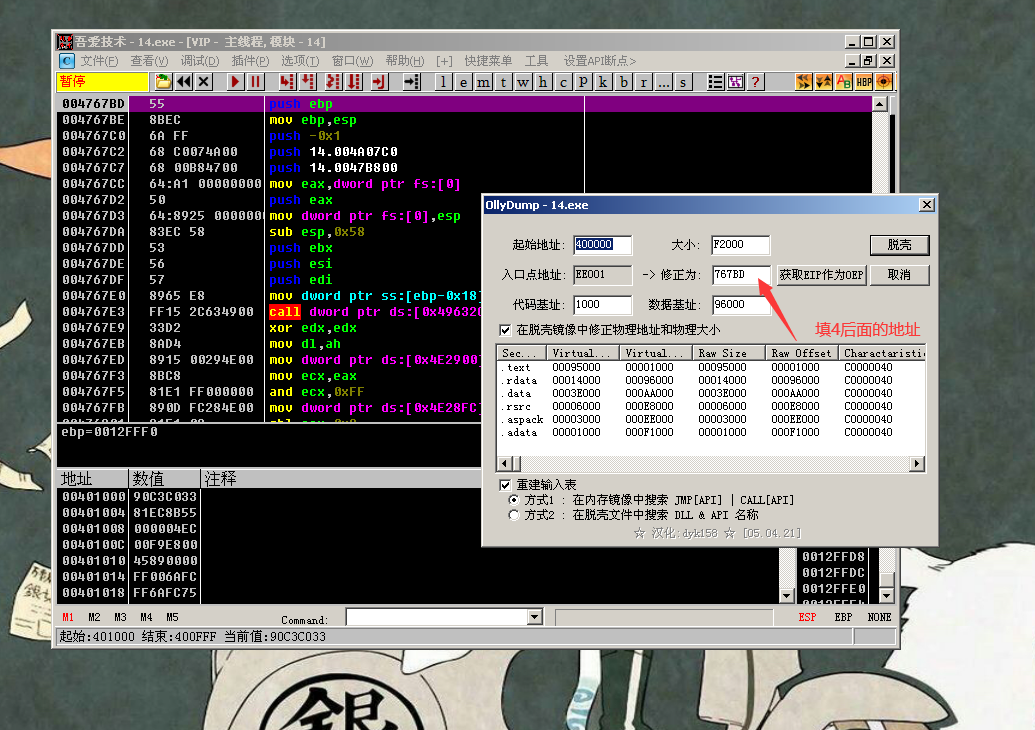 吾爱技术 - 14.exe - [VIP - 主线程, 模块 - 14]
文件(F) 查看(V) 调试(D) 插件(P) 选项(T) 窗口(W) 帮助(H) [+] 快捷菜单 工具 设置API断点>
暂停 l e m t w h c P k b r ... s ?
004767BD 55 push ebp
004767BE 8BEC mov ebp,esp
004767C0 6A FF push -0x1
004767C2 68 C0074A00 push 14.004A07C0
004767C7 68 00B84700 push 14.0047B800
004767CC 64:A1 00000000 mov eax,dword ptr fs:[0]
004767D2 50 push eax
004767D3 64:8925 000000 mov dword ptr fs:[0],esp
004767DA 83EC 58 sub esp,0x58
004767DD 53 push ebx
004767DE 56 push esi
004767DF 57 push edi
004767E0 8965 E8 mov dword ptr ss:[ebp-0x18]
004767E3 FF15 2C634900 call dword ptr ds:[0x49632C
004767E9 33D2 xor edx,edx
004767EB 8AD4 mov dl,ah
004767ED 8915 00294E00 mov dword ptr ds:[0x4E2900]
004767F3 8BC8 mov ecx,eax
004767F5 81E1 FF000000 and ecx,0xFF
004767FB 890D FC284E00 mov dword ptr ds:[0x4E28FC]
ebp=0012FFF0
地址 数值 注释
00401000 90C3C033
00401004 81EC8B55
00401008 000004EC
0040100C 00F9E800
00401010 45890000
00401014 FF006AFC
00401018 FF6AFC75
OllyDump - 14.exe
起始地址: 400000 大小: F2000 脱壳
入口点地址: EE001 -> 修正为: 767BD 获取EIP作为OEP 取消
代码基址: 1000 数据基址: 96000
在脱壳镜像中修正物理地址和物理大小
填4后面的地址
Sec... Virtual... Virtual... Raw Size Raw Offset Charactaristi
.text 00095000 00001000 00095000 00001000 C0000040
.rdata 00014000 00096000 00014000 00096000 C0000040
.data 0003E000 000AA000 0003E000 000AA000 C0000040
.rsrc 00006000 000E8000 00006000 000E8000 C0000040
.aspack 00003000 000EE000 00003000 000EE000 C0000040
.adata 00001000 000F1000 00001000 000F1000 C0000040
重建输入表
方式1 : 在内存镜像中搜索 JMP[API] | CALL[API]
方式2 : 在脱壳文件中搜索 DLL & API 名称
☆ 汉化:dyk158 ☆ [05.04.21]
0012FFD8
0012FFDC
0012FFE0
M1 M2 M3 M4 M5 Command: ESP EBP NONE
起始:401000 结束:400FFF 当前值:90C3C033
銀